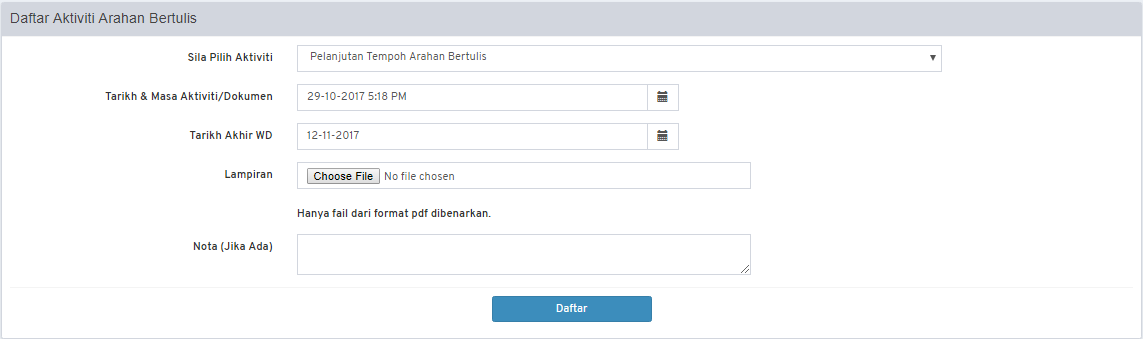 Daftar Aktiviti Arahan Bertulis
Sila Pilih Aktiviti Pelanjutan Tempoh Arahan Bertulis
Tarikh & Masa Aktiviti/Dokumen 29-10-2017 5:18 PM
Tarikh Akhir WD 12-11-2017
Lampiran Choose File No file chosen
Hanya fail dari format pdf dibenarkan.
Nota (Jika Ada)
Daftar